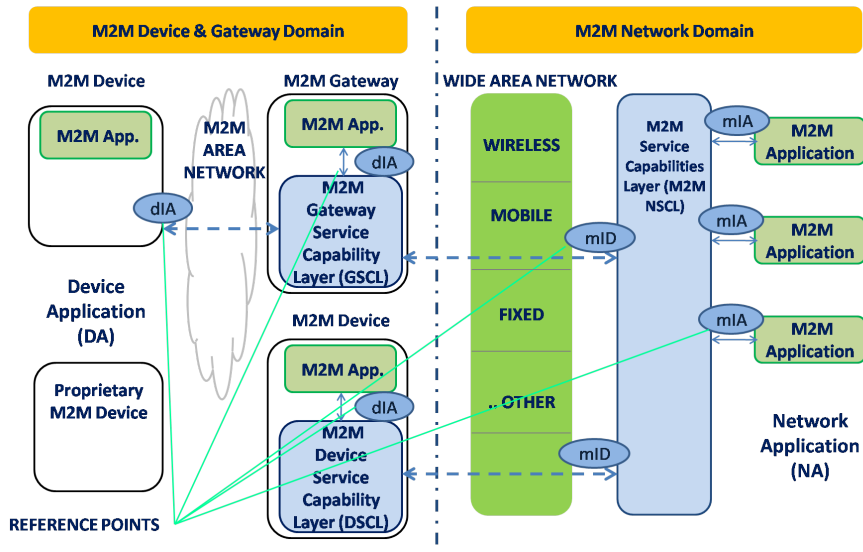 M2M Device & Gateway Domain
M2M Network Domain
M2M Device
M2M Gateway
WIDE AREA NETWORK
M2M App.
M2M
AREA
NETWORK
M2M App.
dIA
dIA
M2M
Gateway
Service
Capability
Layer (GSCL)
WIRELESS
MOBILE
FIXED
...OTHER
mID
mID
M2M
Service
Capabilities
Layer (M2M
NSCL)
mIA
M2M
Application
mIA
M2M
Application
mIA
M2M
Application
Device
Application
(DA)
M2M Device
M2M App.
dIA
M2M
Device
Service
Capability
Layer (DSCL)
Proprietary
M2M Device
Network
Application
(NA)
REFERENCE POINTS